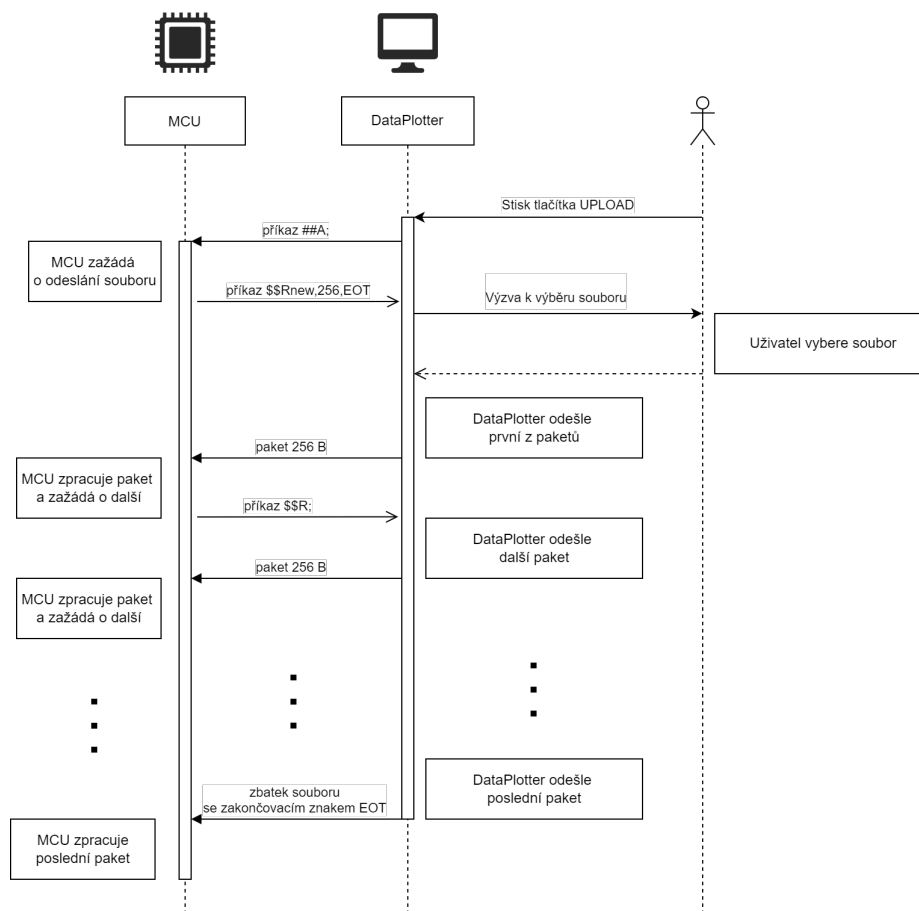 MCU
DataPlotter
Stisk tlačítka UPLOAD
příkaz ##A;
MCU zažádá
o odeslání souboru
příkaz $$Rnew,256,EOT
Výzva k výběru souboru
Uživatel vybere soubor
DataPlotter odešle
první z paketů
paket 256 B
MCU zpracuje paket
a zažádá o další
příkaz $$R;
DataPlotter odešle
další paket
paket 256 B
MCU zpracuje paket
a zažádá o další
DataPlotter odešle
poslední paket
zbatek souboru
se zakončovacím znakem EOT
MCU zpracuje
poslední paket